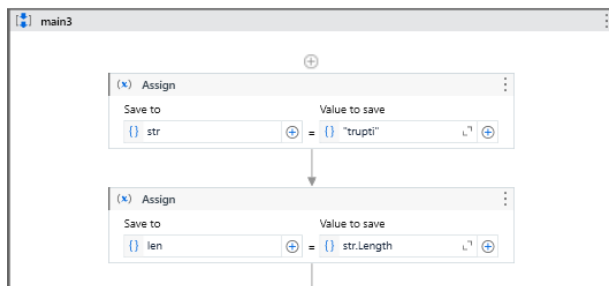 main3
(x) Assign
Save to Value to save
{} str = {} "trupti"
(x) Assign
Save to Value to save
{} len = {} str.Length